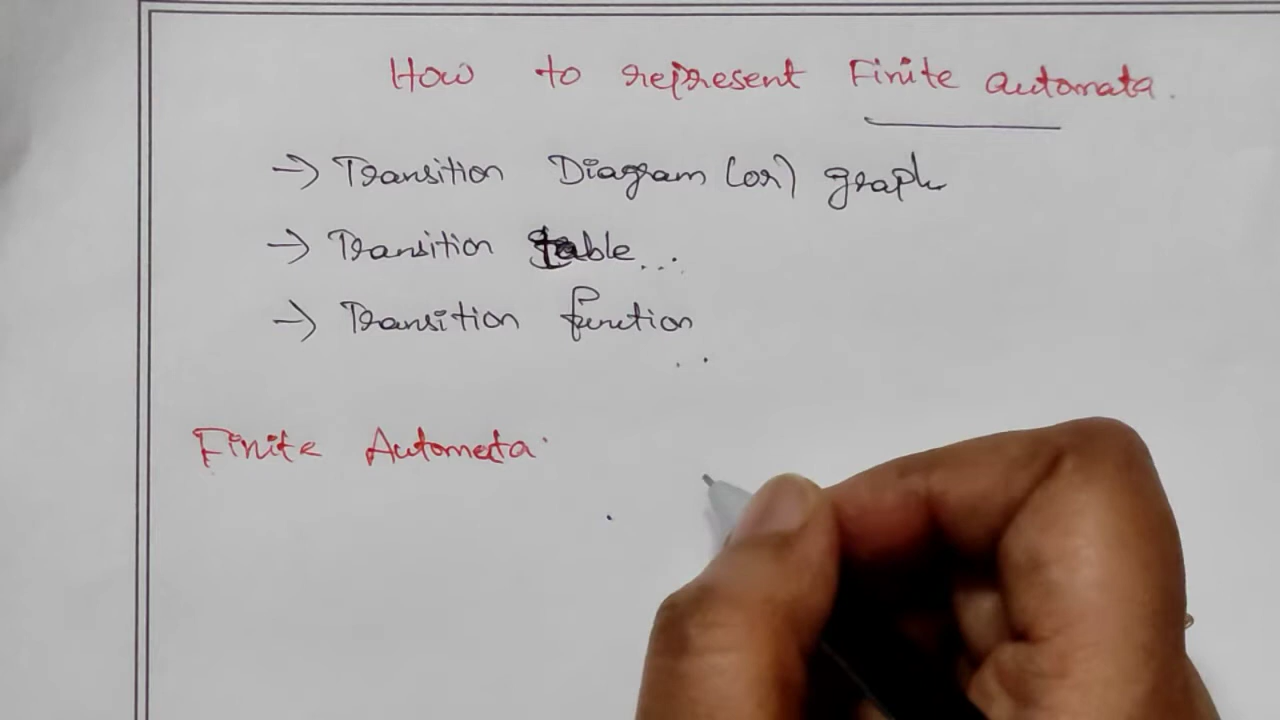 How to represent Finite automata.
→ Transition Diagram (or) graph
→ Transition table...
→ Transition function
Finite Automata